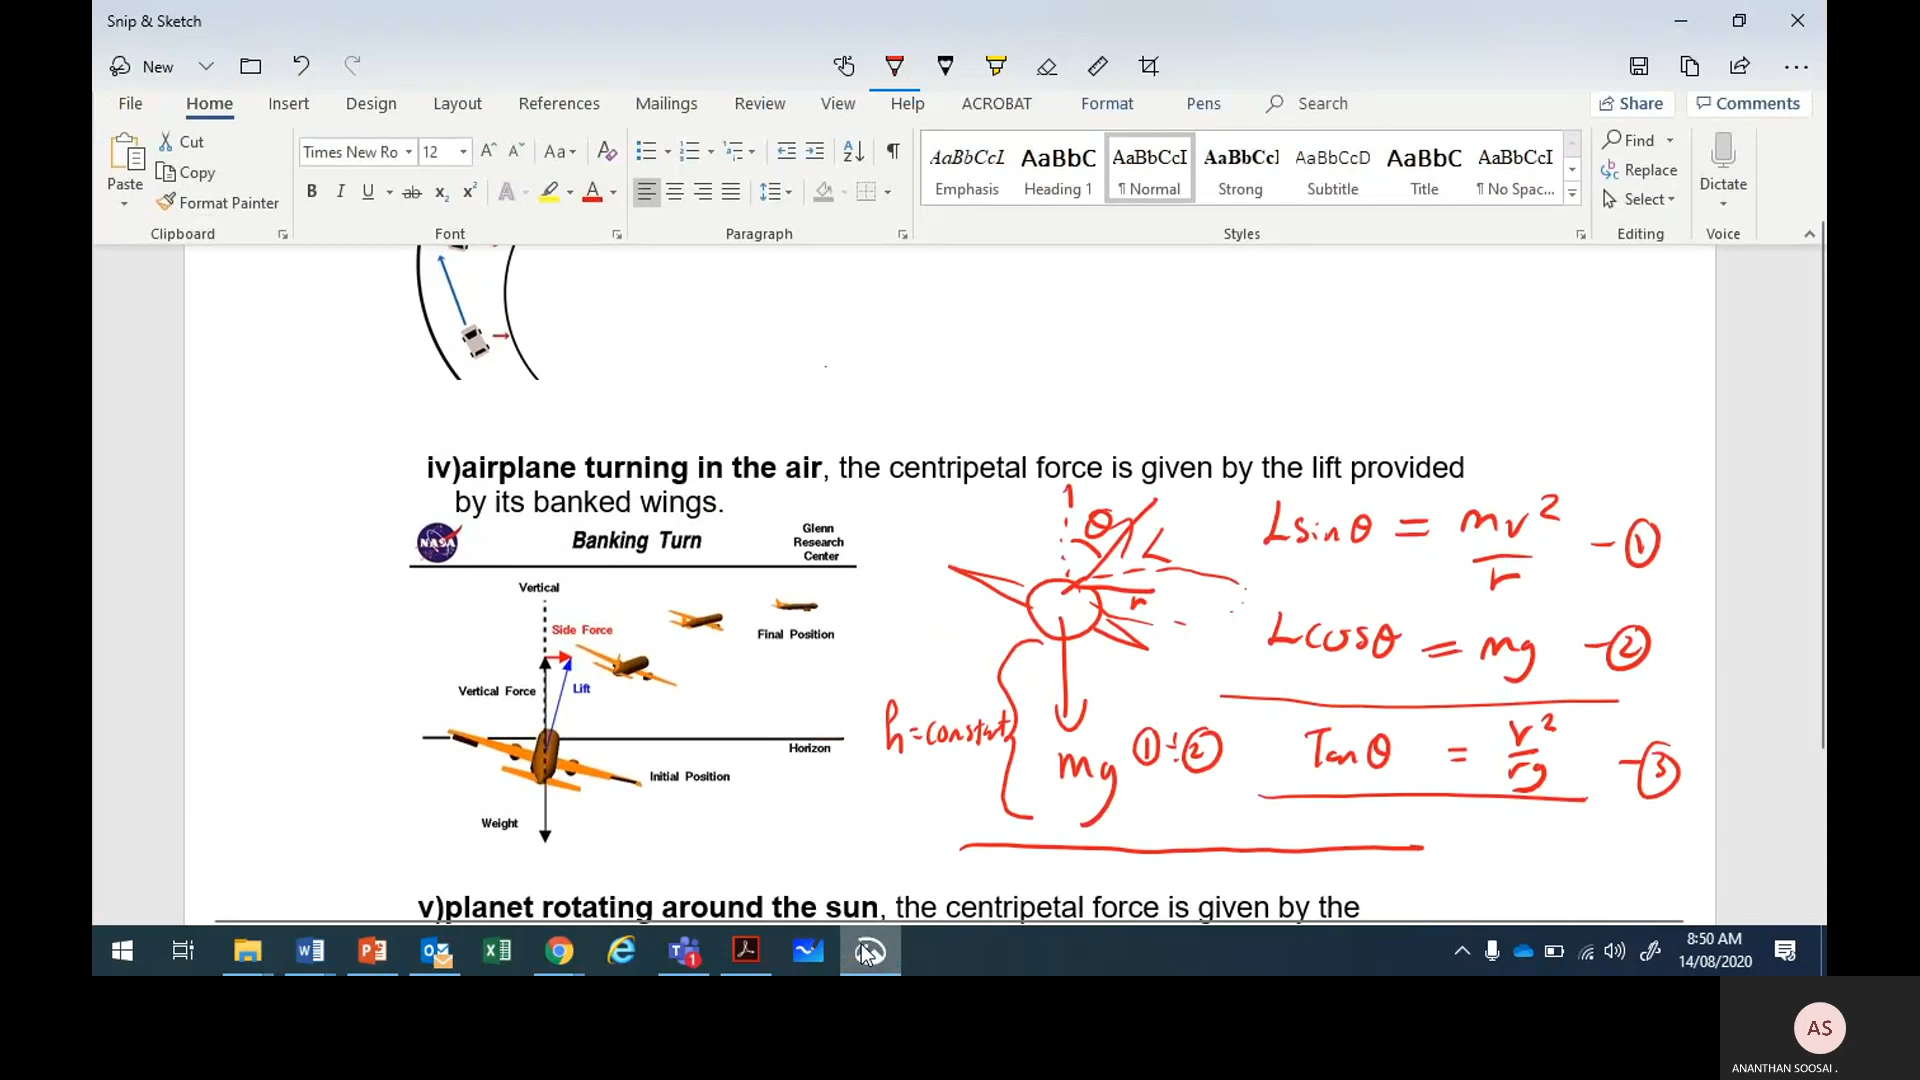 Snip & Sketch
New
File Home Insert Design Layout References Mailings Review View Help ACROBAT Format Pens Search Share Comments
Paste Cut Copy Format Painter
Times New Ro 12
AaBbCcI AaBbC AaBbCcI AaBbCcI AaBbCcD AaBbC AaBbCcI
Emphasis Heading 1 ¶ Normal Strong Subtitle Title ¶ No Spac...
Find Replace Select
Dictate
Clipboard Font Paragraph Styles Editing Voice
iv)airplane turning in the air, the centripetal force is given by the lift provided
by its banked wings.
NASA Banking Turn Glenn Research Center
Vertical
Side Force
Final Position
Vertical Force
Lift
Horizon
Initial Position
Weight
θ
L
r
h=constant
mg
Lsinθ = mv²/r -①
Lcosθ = mg -②
①÷② Tanθ = v²/rg -③
v)planet rotating around the sun, the centripetal force is given by the
1
8:50 AM
14/08/2020
AS
ANANTHAN SOOSAI .